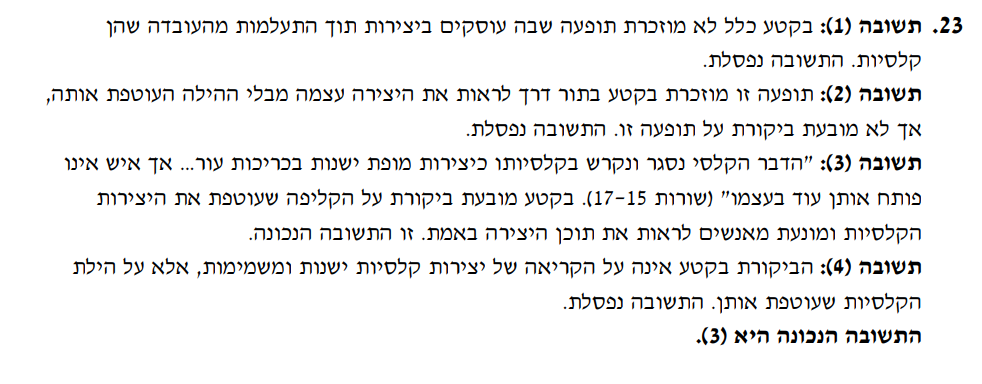 23. תשובה (1): בקטע כלל לא מוזכרת תופעה שבה עוסקים ביצירות תוך התעלמות מהעובדה שהן
קלסיות. התשובה נפסלת.
תשובה (2): תופעה זו מוזכרת בקטע בתור דרך לראות את היצירה עצמה מבלי ההילה העוטפת אותה,
אך לא מובעת ביקורת על תופעה זו. התשובה נפסלת.
תשובה (3): "הדבר הקלסי נסגר ונקרש בקלסיותו כיצירות מופת ישנות בכריכות עור... אך איש אינו
פותח אותן עוד בעצמו" (שורות 15-17). בקטע מובעת ביקורת על הקליפה שעוטפת את היצירות
הקלסיות ומונעת מאנשים לראות את תוכן היצירה באמת. זו התשובה הנכונה.
תשובה (4): הביקורת בקטע אינה על הקריאה של יצירות קלסיות ישנות ומשמימות, אלא על הילת
הקלסיות שעוטפת אותן. התשובה נפסלת.
התשובה הנכונה היא (3).